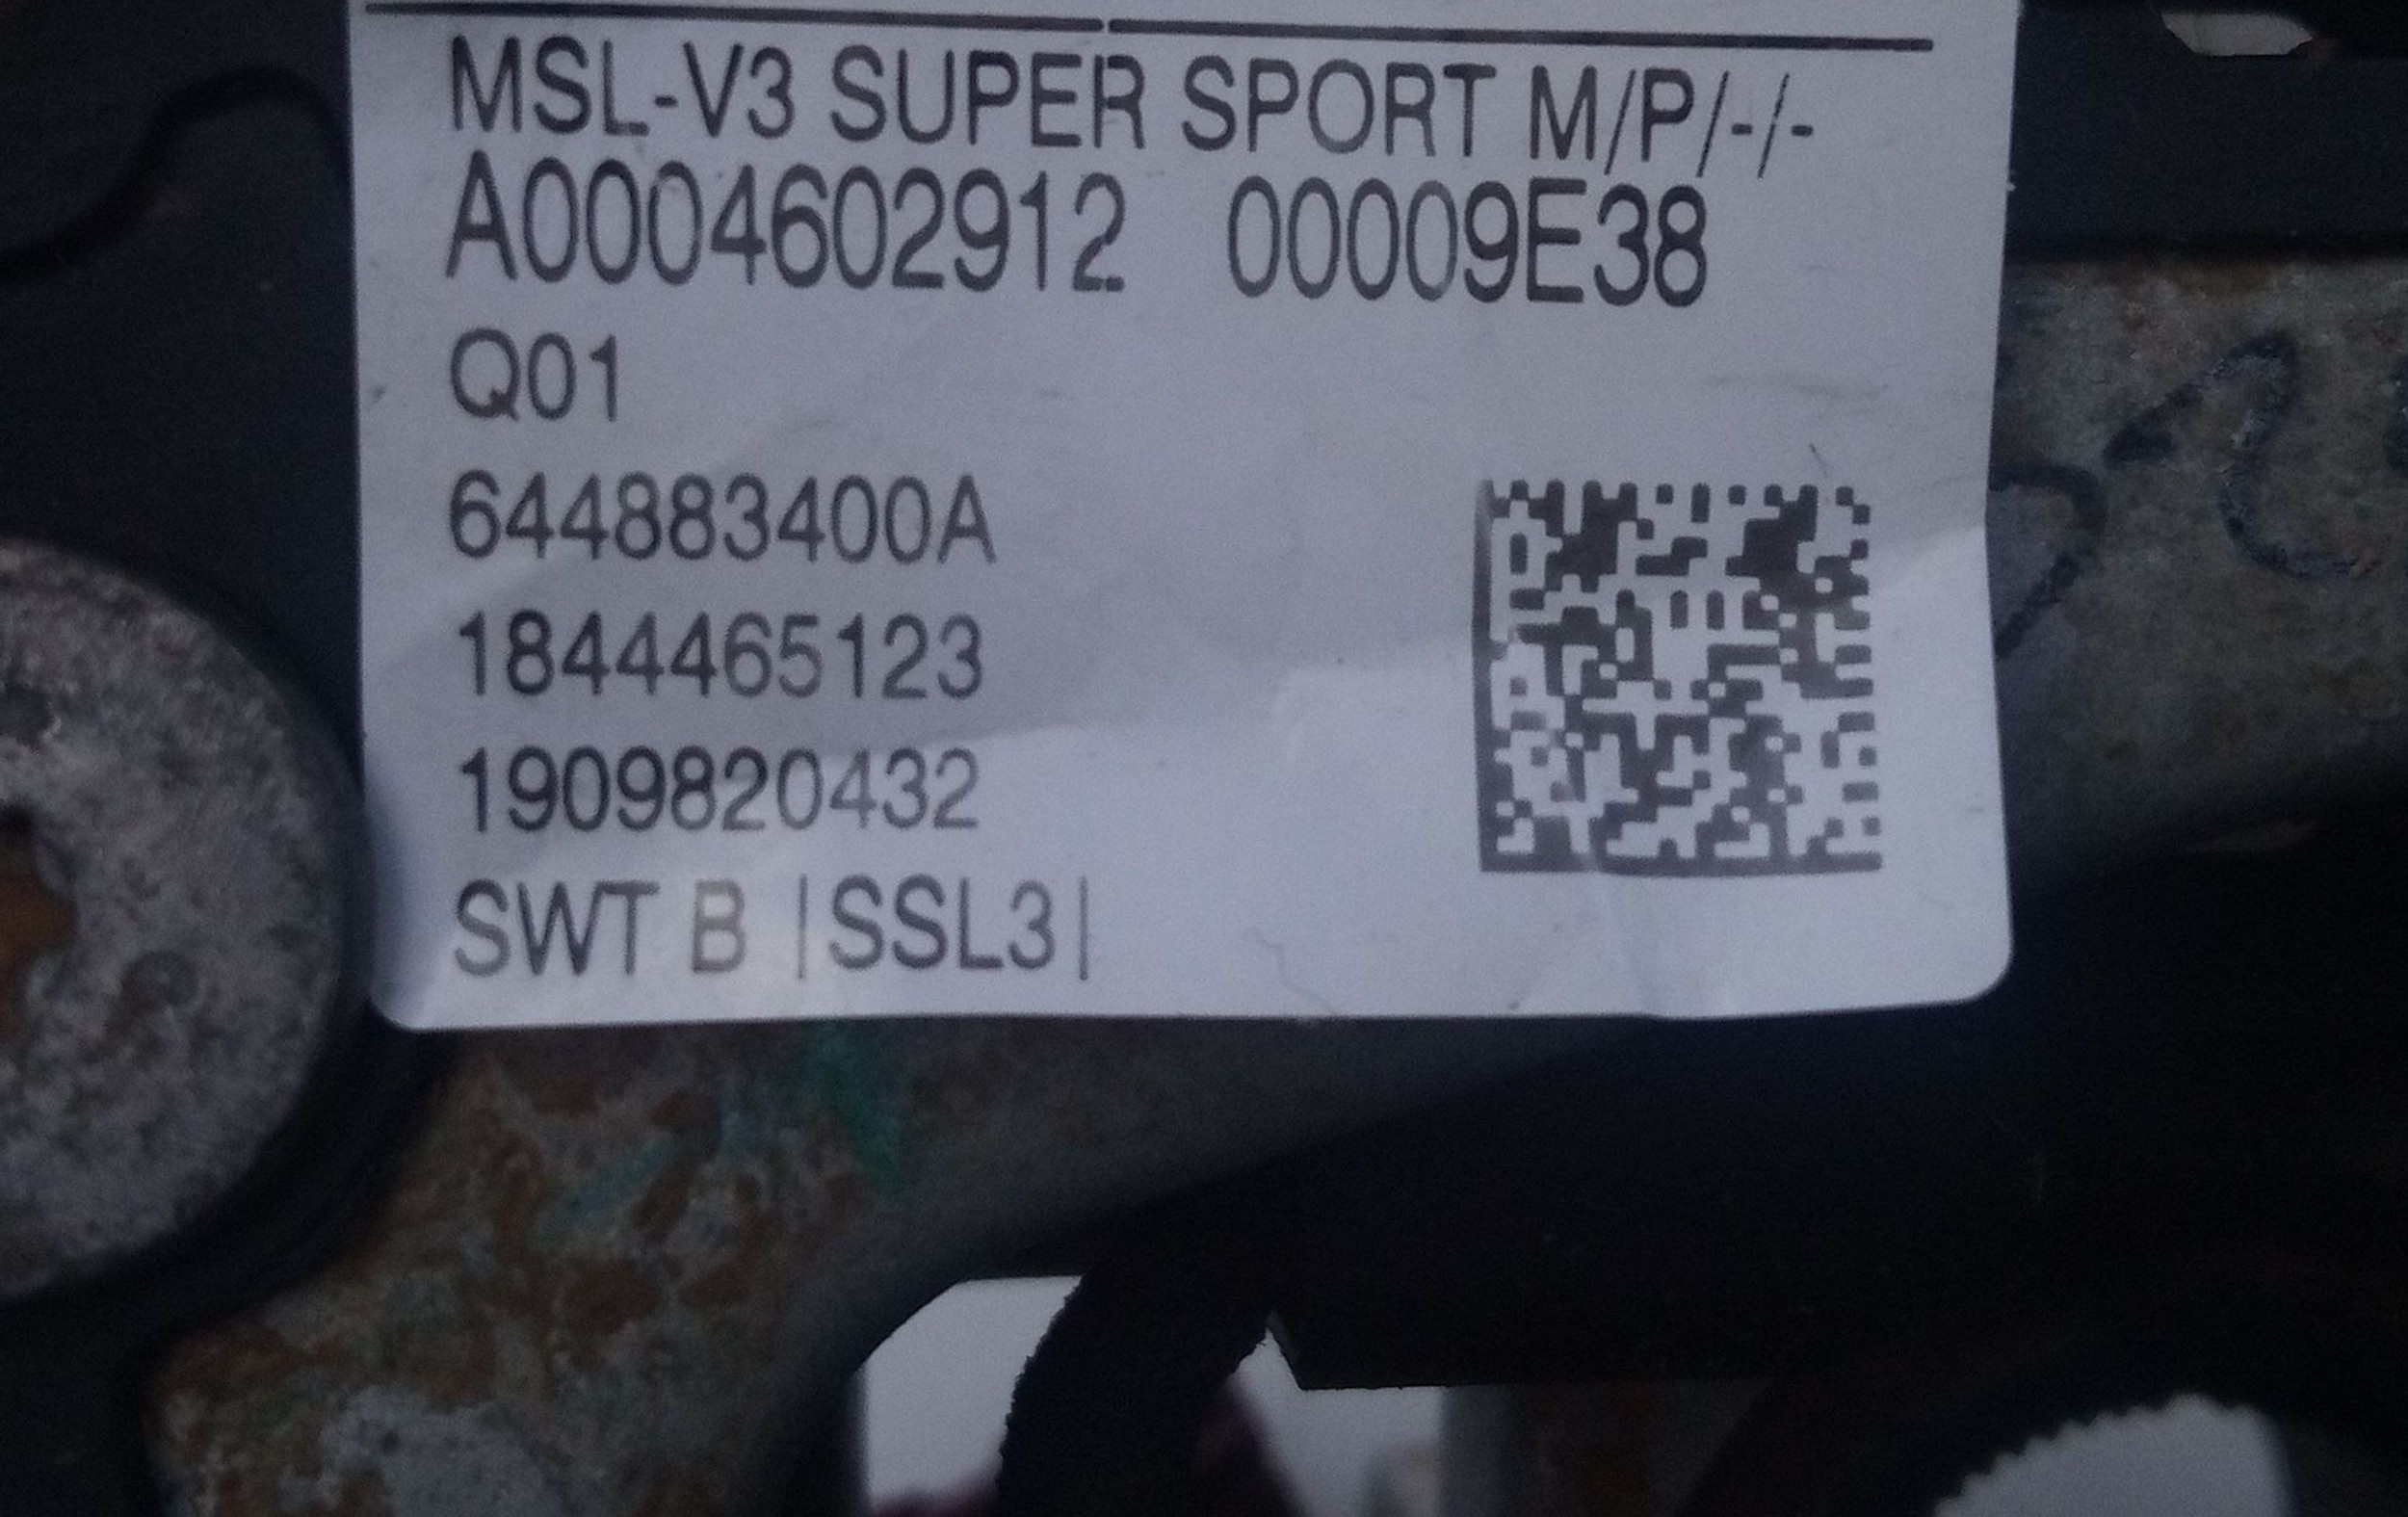 MSL-V3 SUPER SPORT M/P/-/-
A0004602912 00009E38
Q01
644883400A
1844465123
1909820432
SWT B |SSL3|